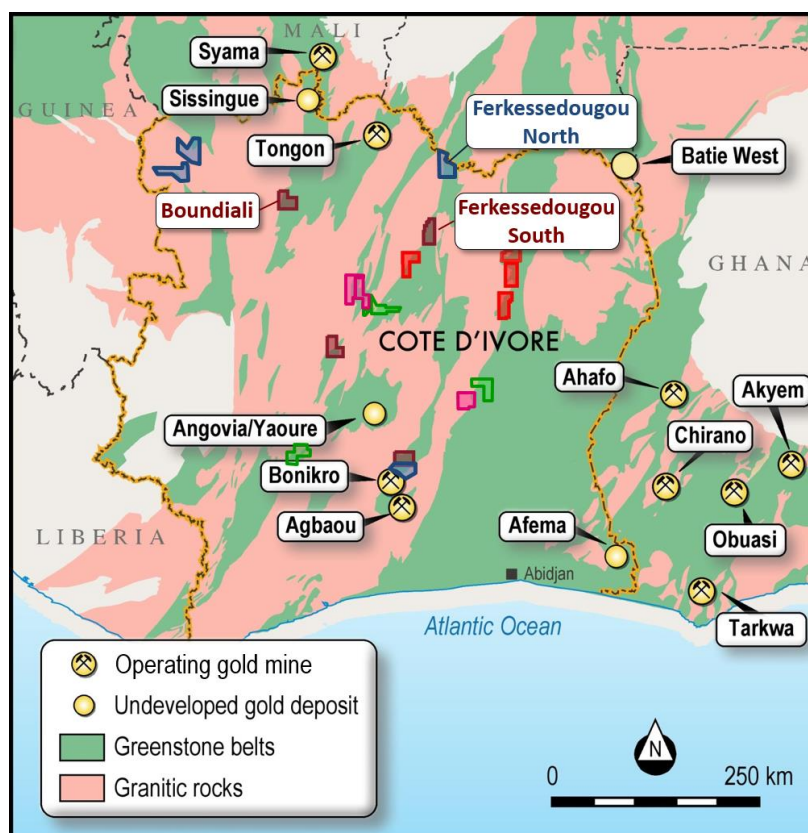 MALI
Syama
Sissingue
GUINEA
Ferkessedougou
North
Tongon
Batie West
Boundiali
Ferkessedougou
South
GHANA
COTE D'IVORE
Ahafo
Akyem
Angovia/Yaoure
Chirano
Bonikro
LIBERIA
Agbaou
Afema
Obuasi
Abidjan
Tarkwa
Atlantic Ocean
Operating gold mine
Undeveloped gold deposit
Greenstone belts
Granitic rocks
N
0 250 km